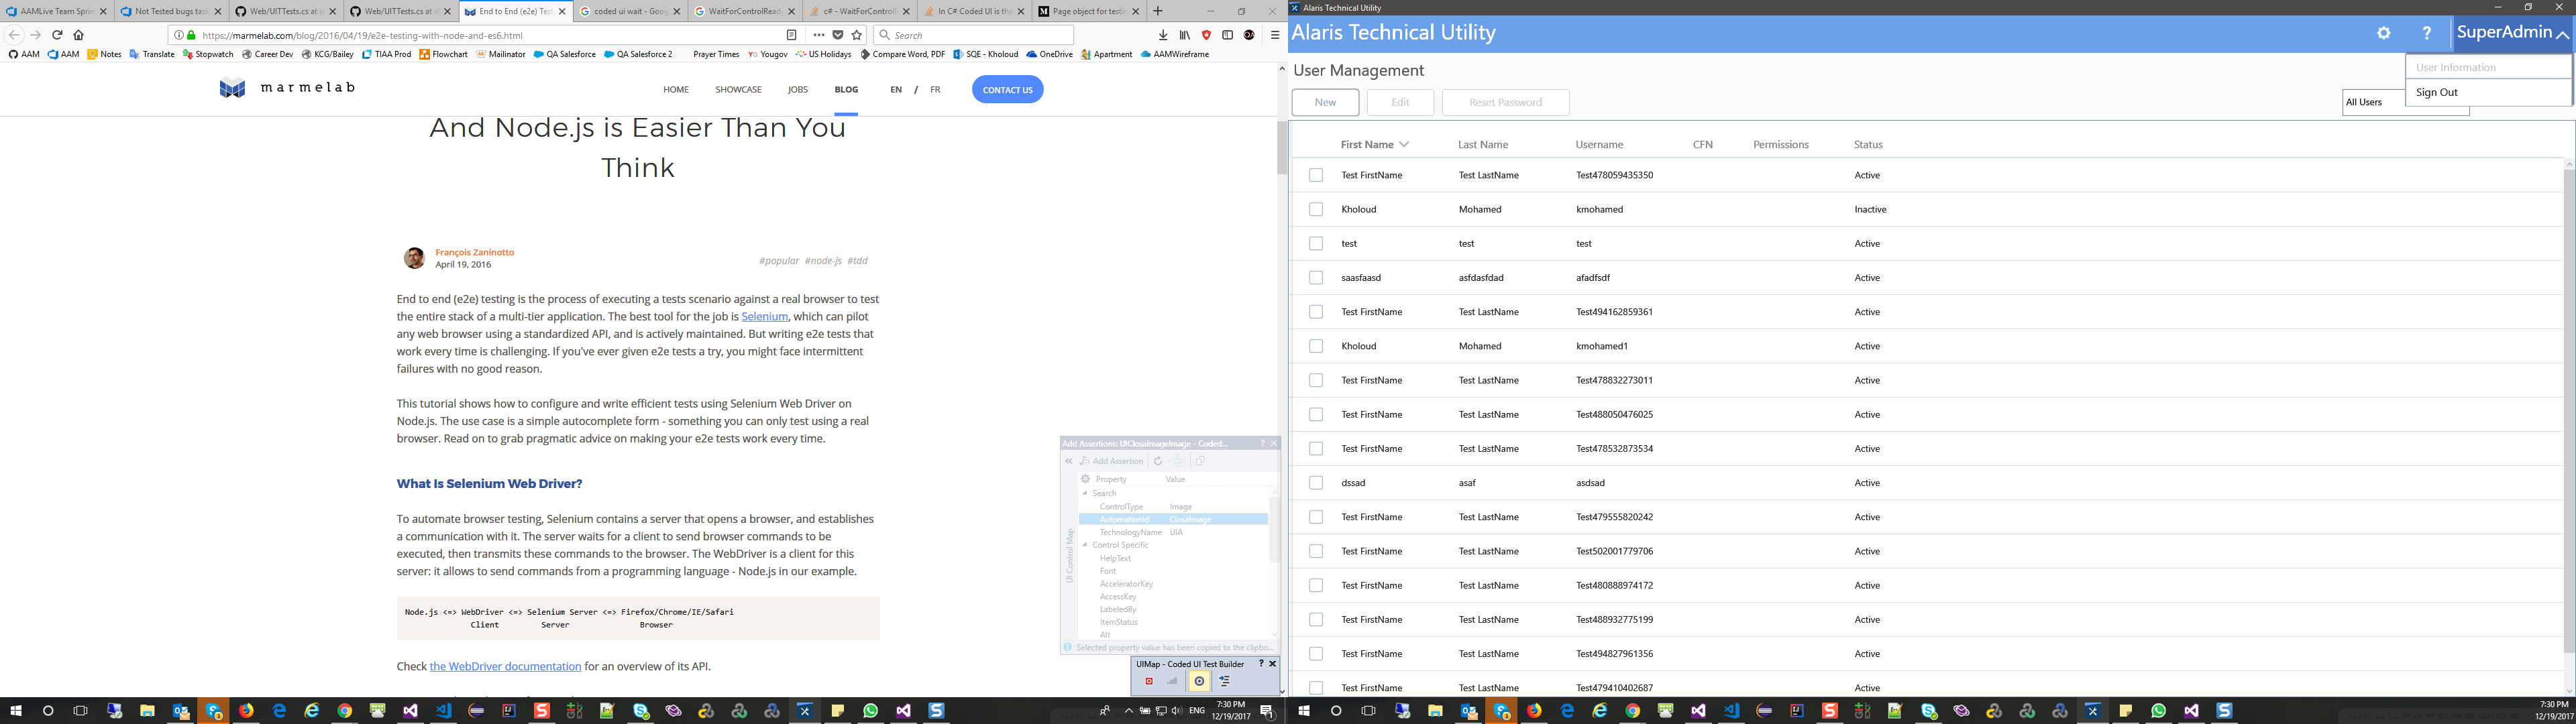 AAMLive Team Sprin
Not Tested bugs task
Web/UITTests.cs at d
Web/UITTests.cs at d
End to End (e2e) Test
coded ui wait - Goog
WaitForControlReady
c# - WaitForControlR
In C# Coded UI is the
Page object for testin
https://marmelab.com/blog/2016/04/19/e2e-testing-with-node-and-es6.html
Search
AAM
AAM
Notes
Translate
Stopwatch
Career Dev
KCG/Bailey
TIAA Prod
Flowchart
Mailinator
QA Salesforce
QA Salesforce 2
Prayer Times
Yougov
US Holidays
Compare Word, PDF
SQE - Kholoud
OneDrive
Apartment
AAMWireframe
marmelab
HOME
SHOWCASE
JOBS
BLOG
EN / FR
CONTACT US
And Node.js is Easier Than You
Think
François Zaninotto
April 19, 2016
#popular #node-js #tdd
End to end (e2e) testing is the process of executing a tests scenario against a real browser to test
the entire stack of a multi-tier application. The best tool for the job is Selenium, which can pilot
any web browser using a standardized API, and is actively maintained. But writing e2e tests that
work every time is challenging. If you've ever given e2e tests a try, you might face intermittent
failures with no good reason.
This tutorial shows how to configure and write efficient tests using Selenium Web Driver on
Node.js. The use case is a simple autocomplete form - something you can only test using a real
browser. Read on to grab pragmatic advice on making your e2e tests work every time.
What Is Selenium Web Driver?
To automate browser testing, Selenium contains a server that opens a browser, and establishes
a communication with it. The server waits for a client to send browser commands to be
executed, then transmits these commands to the browser. The WebDriver is a client for this
server: it allows to send commands from a programming language - Node.js in our example.
Node.js <=> WebDriver <=> Selenium Server <=> Firefox/Chrome/IE/Safari
Client Server Browser
Check the WebDriver documentation for an overview of its API.
Add Assertions: UIClosaImageImage - Coded...
Add Assertion
UI Control Map
Property Value
Search
ControlType Image
AutomationId ClosaImage
TechnologyName UIA
Control Specific
HelpText
Font
AcceleratorKey
AccessKey
LabeledBy
ItemStatus
Alt
Selected property value has been copied to the clipbo...
UIMap - Coded UI Test Builder
ENG
7:30 PM
12/19/2017
Alaris Technical Utility
Alaris Technical Utility
? SuperAdmin
User Information
Sign Out
User Management
New
Edit
Reset Password
All Users
First Name Last Name Username CFN Permissions Status
Test FirstName Test LastName Test478059435350 Active
Kholoud Mohamed kmohamed Inactive
test test test Active
saasfaasd asfdasfdad afadfsdf Active
Test FirstName Test LastName Test494162859361 Active
Kholoud Mohamed kmohamed1 Active
Test FirstName Test LastName Test478832273011 Active
Test FirstName Test LastName Test488050476025 Active
Test FirstName Test LastName Test478532873534 Active
dssad asaf asdsad Active
Test FirstName Test LastName Test479555820242 Active
Test FirstName Test LastName Test502001779706 Active
Test FirstName Test LastName Test480888974172 Active
Test FirstName Test LastName Test488932775199 Active
Test FirstName Test LastName Test494827961356 Active
Test FirstName Test LastName Test479410402687 Active
7:30 PM
12/19/2017